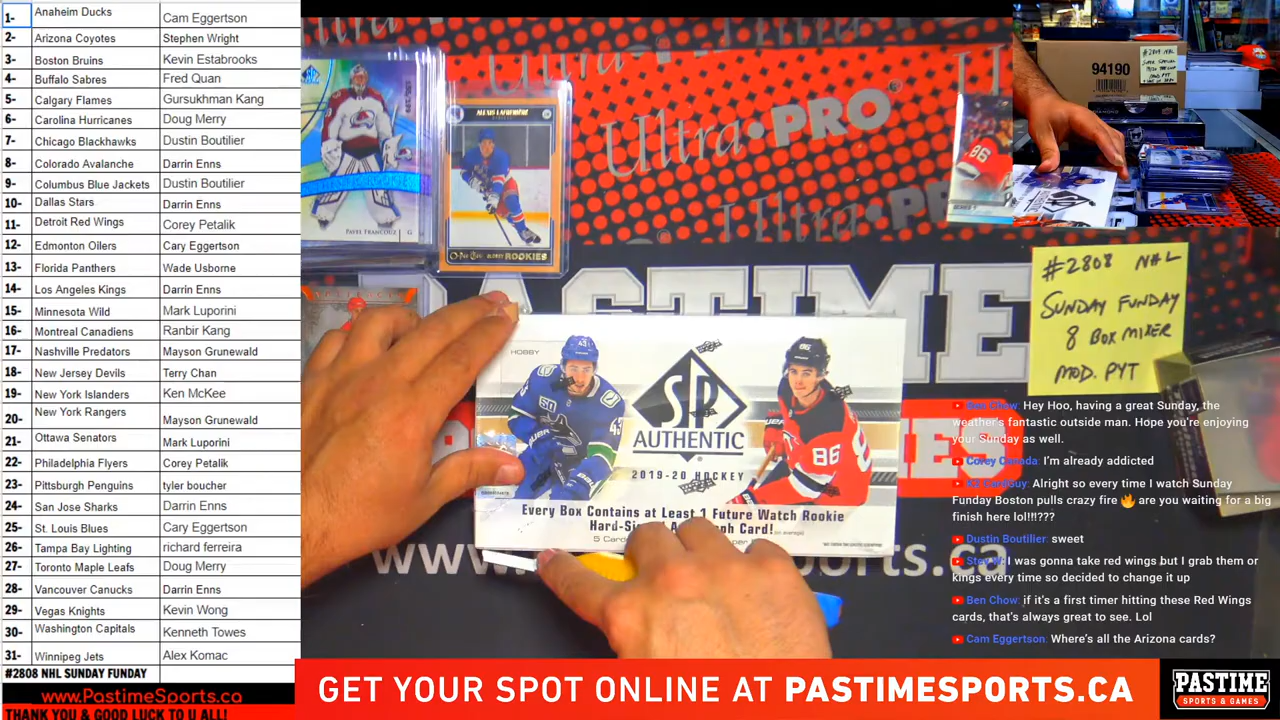 1- Anaheim Ducks Cam Eggertson
2- Arizona Coyotes Stephen Wright
3- Boston Bruins Kevin Estabrooks
4- Buffalo Sabres Fred Quan
5- Calgary Flames Gursukhman Kang
6- Carolina Hurricanes Doug Merry
7- Chicago Blackhawks Dustin Boutilier
8- Colorado Avalanche Darrin Enns
9- Columbus Blue Jackets Dustin Boutilier
10- Dallas Stars Darrin Enns
11- Detroit Red Wings Corey Petalik
12- Edmonton Oilers Cary Eggertson
13- Florida Panthers Wade Usborne
14- Los Angeles Kings Darrin Enns
15- Minnesota Wild Mark Luporini
16- Montreal Canadiens Ranbir Kang
17- Nashville Predators Mayson Grunewald
18- New Jersey Devils Terry Chan
19- New York Islanders Ken McKee
20- New York Rangers Mayson Grunewald
21- Ottawa Senators Mark Luporini
22- Philadelphia Flyers Corey Petalik
23- Pittsburgh Penguins tyler boucher
24- San Jose Sharks Darrin Enns
25- St. Louis Blues Cary Eggertson
26- Tampa Bay Lighting richard ferreira
27- Toronto Maple Leafs Doug Merry
28- Vancouver Canucks Darrin Enns
29- Vegas Knights Kevin Wong
30- Washington Capitals Kenneth Towes
31- Winnipeg Jets Alex Komac
#2808 NHL SUNDAY FUNDAY
www.PastimeSports.ca
THANK YOU & GOOD LUCK TO U ALL!
PAVEL FRANCOUZ G
ALEXIS LAFRENIÈRE
O-Pee-Chee ROOKIES
Ultra PRO
94190
#2808 NHL
SUNDAY FUNDAY
8 BOX MIXER
MOD. PYT
HOBBY
SP
AUTHENTIC
2019-20 HOCKEY
Every Box Contains at Least 1 Future Watch Rookie
www.
.ca
Ben Chow: Hey Hoo, having a great Sunday, the
weather's fantastic outside man. Hope you're enjoying
your Sunday as well.
I'm already addicted
Alright so every time I watch Sunday
Funday Boston pulls crazy fire 🔥 are you waiting for a big
finish here lol!!!???
Dustin Boutilier: sweet
I was gonna take red wings but I grab them or
kings every time so decided to change it up
Ben Chow: if it's a first timer hitting these Red Wings
cards, that's always great to see. Lol
Cam Eggertson: Where's all the Arizona cards?
GET YOUR SPOT ONLINE AT PASTIMESPORTS.CA
PASTIME
SPORTS & GAMES